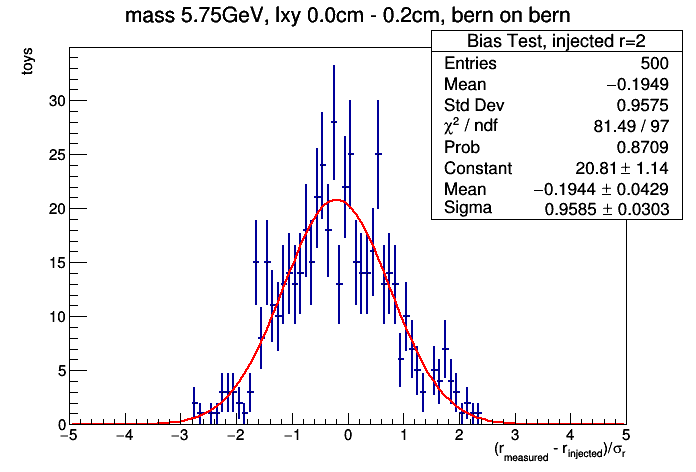 mass 5.75GeV, lxy 0.0cm - 0.2cm, bern on bern
Bias Test, injected r=2
Entries 500
Mean −0.1949
Std Dev 0.9575
χ² / ndf 81.49 / 97
Prob 0.8709
Constant 20.81 ± 1.14
Mean −0.1944 ± 0.0429
Sigma 0.9585 ± 0.0303
toys
30
25
20
15
10
5
0
−5 −4 −3 −2 −1 0 1 2 3 4 5
(r_measured - r_injected)/σ_r